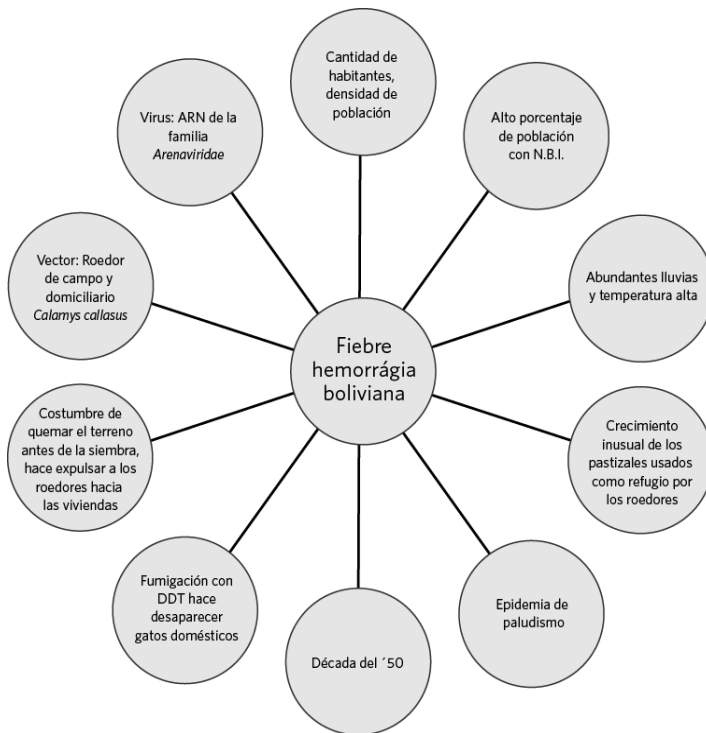 Cantidad de
habitantes,
densidad de
población
Virus: ARN de la
familia
Arenaviridae
Alto porcentaje
de población
con N.B.I.
Vector: Roedor
de campo y
domiciliario
Calamys callasus
Abundantes lluvias
y temperatura alta
Fiebre
hemorrágia
boliviana
Costumbre de
quemar el terreno
antes de la siembra,
hace expulsar a los
roedores hacia
las viviendas
Crecimiento
inusual de los
pastizales usados
como refugio por
los roedores
Fumigación con
DDT hace
desaparecer
gatos domésticos
Epidemia de
paludismo
Década del ´50